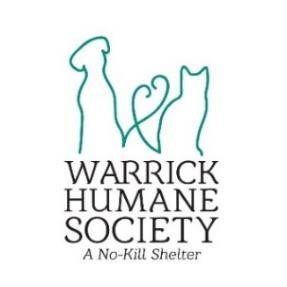 WARRICK
HUMANE
SOCIETY
A No-Kill Shelter